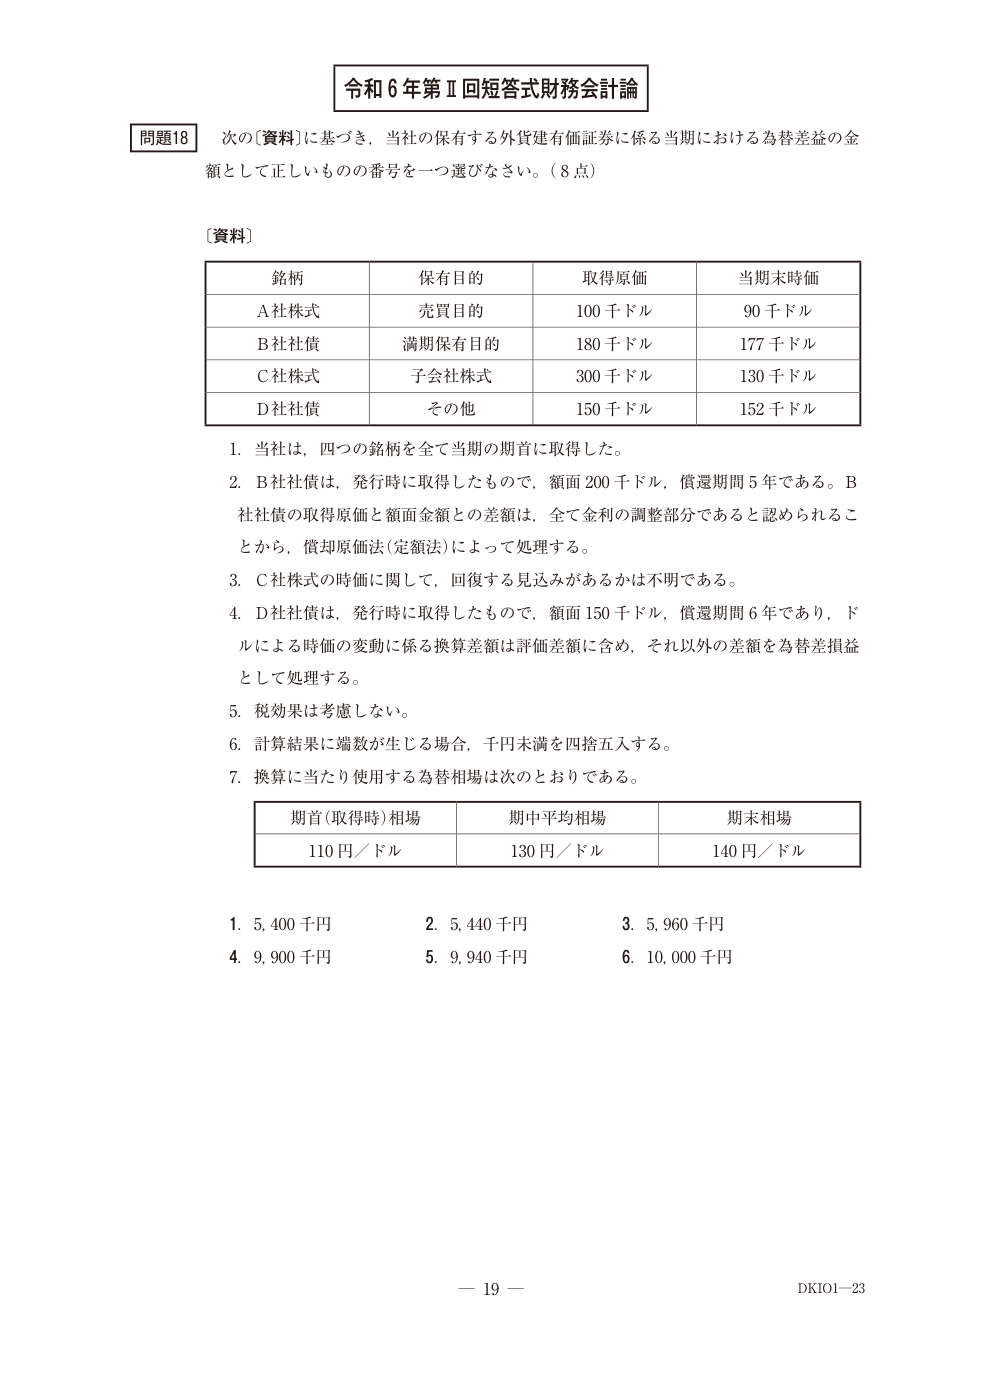 令和6年第Ⅱ回短答式財務会計論
問題18 次の〔資料〕に基づき，当社の保有する外貨建有価証券に係る当期における為替差益の金
額として正しいものの番号を一つ選びなさい。（8点）
〔資料〕
銘柄 保有目的 取得原価 当期末時価
A社株式 売買目的 100千ドル 90千ドル
B社社債 満期保有目的 180千ドル 177千ドル
C社株式 子会社株式 300千ドル 130千ドル
D社社債 その他 150千ドル 152千ドル
1. 当社は，四つの銘柄を全て当期の期首に取得した。
2. B社社債は，発行時に取得したもので，額面200千ドル，償還期間5年である。B
社社債の取得原価と額面金額との差額は，全て金利の調整部分であると認められるこ
とから，償却原価法（定額法）によって処理する。
3. C社株式の時価に関して，回復する見込みがあるかは不明である。
4. D社社債は，発行時に取得したもので，額面150千ドル，償還期間6年であり，ド
ルによる時価の変動に係る換算差額は評価差額に含め，それ以外の差額を為替差損益
として処理する。
5. 税効果は考慮しない。
6. 計算結果に端数が生じる場合，千円未満を四捨五入する。
7. 換算に当たり使用する為替相場は次のとおりである。
期首（取得時）相場 期中平均相場 期末相場
110円／ドル 130円／ドル 140円／ドル
1. 5,400千円 2. 5,440千円 3. 5,960千円
4. 9,900千円 5. 9,940千円 6. 10,000千円
— 19 — DKIO1—23